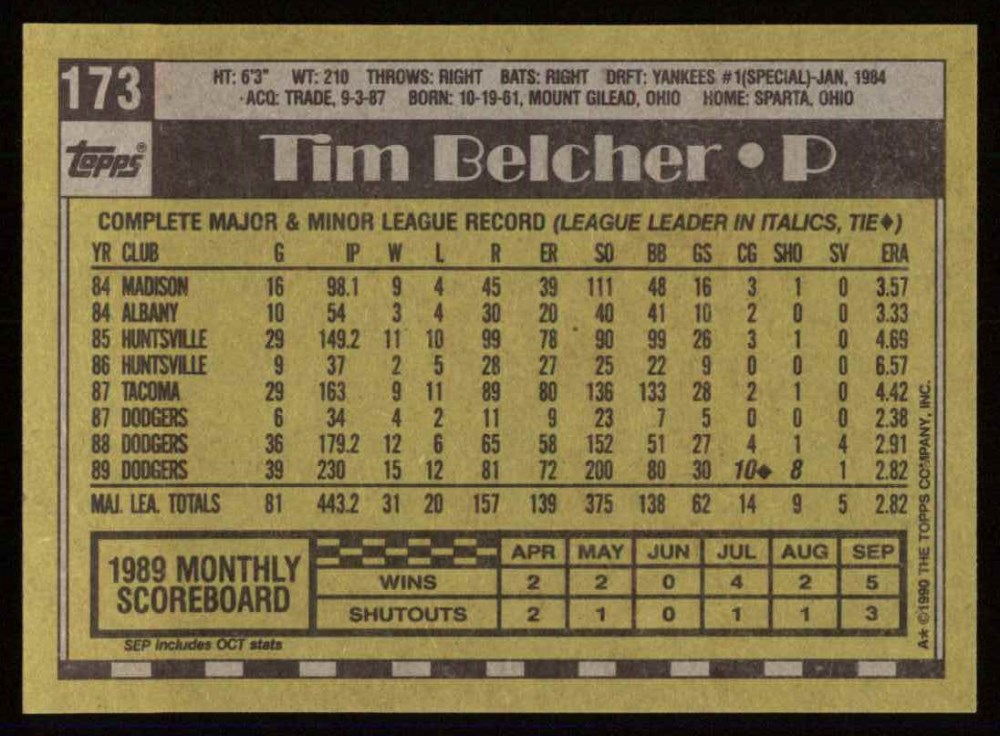 173
HT: 6'3" WT: 210 THROWS: RIGHT BATS: RIGHT DRFT: YANKEES #1(SPECIAL)-JAN, 1984
·ACQ: TRADE, 9-3-87 BORN: 10-19-61, MOUNT GILEAD, OHIO HOME: SPARTA, OHIO
Topps®
Tim Belcher • P
COMPLETE MAJOR & MINOR LEAGUE RECORD (LEAGUE LEADER IN ITALICS, TIE♦)
YR CLUB G IP W L R ER SO BB GS CG SHO SV ERA
84 MADISON 16 98.1 9 4 45 39 111 48 16 3 1 0 3.57
84 ALBANY 10 54 3 4 30 20 40 41 10 2 0 0 3.33
85 HUNTSVILLE 29 149.2 11 10 99 78 90 99 26 3 1 0 4.69
86 HUNTSVILLE 9 37 2 5 28 27 25 22 9 0 0 0 6.57
87 TACOMA 29 163 9 11 89 80 136 133 28 2 1 0 4.42
87 DODGERS 6 34 4 2 11 9 23 7 5 0 0 0 2.38
88 DODGERS 36 179.2 12 6 65 58 152 51 27 4 1 4 2.91
89 DODGERS 39 230 15 12 81 72 200 80 30 10♦ 8 1 2.82
MAJ. LEA. TOTALS 81 443.2 31 20 157 139 375 138 62 14 9 5 2.82
1989 MONTHLY SCOREBOARD
APR MAY JUN JUL AUG SEP
WINS 2 2 0 4 2 5
SHUTOUTS 2 1 0 1 1 3
SEP includes OCT stats
A★ ©1990 THE TOPPS COMPANY, INC.